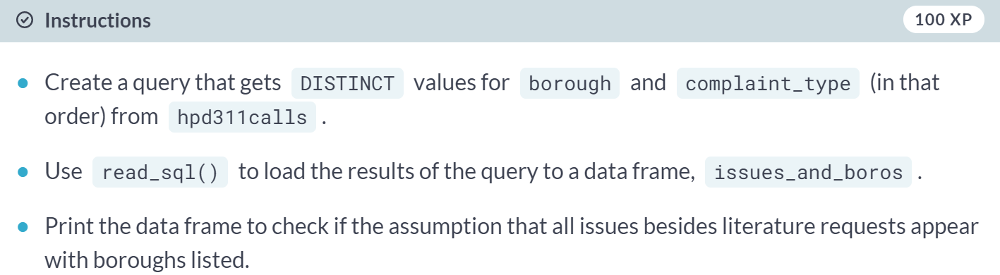 Instructions
100 XP
Create a query that gets DISTINCT values for borough and complaint_type (in that
order) from hpd311calls .
Use read_sql() to load the results of the query to a data frame, issues_and_boros .
Print the data frame to check if the assumption that all issues besides literature requests appear
with boroughs listed.